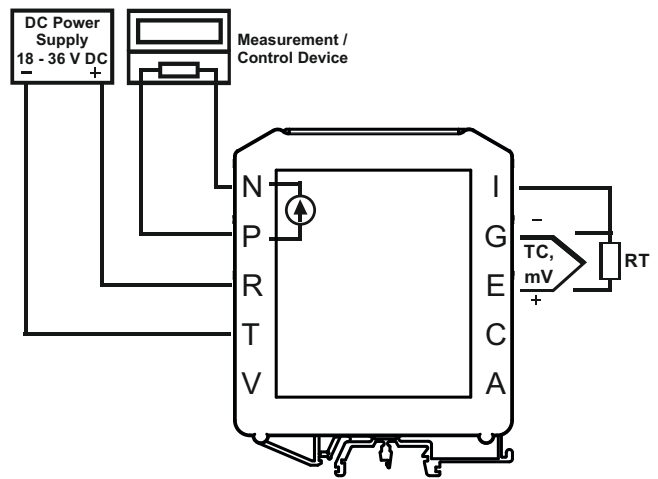 DC Power
Supply
18 - 36 V DC
– +
Measurement /
Control Device
N
P
R
T
V
I
G
E
C
A
–
TC,
mV
+
RT